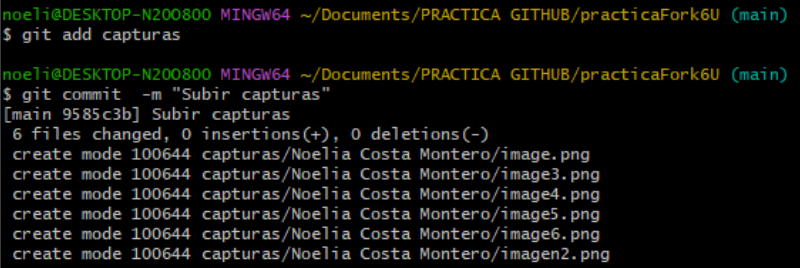 noeli@DESKTOP-N200800 MINGW64 ~/Documents/PRACTICA GITHUB/practicaFork6U (main)
$ git add capturas
noeli@DESKTOP-N200800 MINGW64 ~/Documents/PRACTICA GITHUB/practicaFork6U (main)
$ git commit  -m "Subir capturas"
[main 9585c3b] Subir capturas
 6 files changed, 0 insertions(+), 0 deletions(-)
 create mode 100644 capturas/Noelia Costa Montero/image.png
 create mode 100644 capturas/Noelia Costa Montero/image3.png
 create mode 100644 capturas/Noelia Costa Montero/image4.png
 create mode 100644 capturas/Noelia Costa Montero/image5.png
 create mode 100644 capturas/Noelia Costa Montero/image6.png
 create mode 100644 capturas/Noelia Costa Montero/imagen2.png